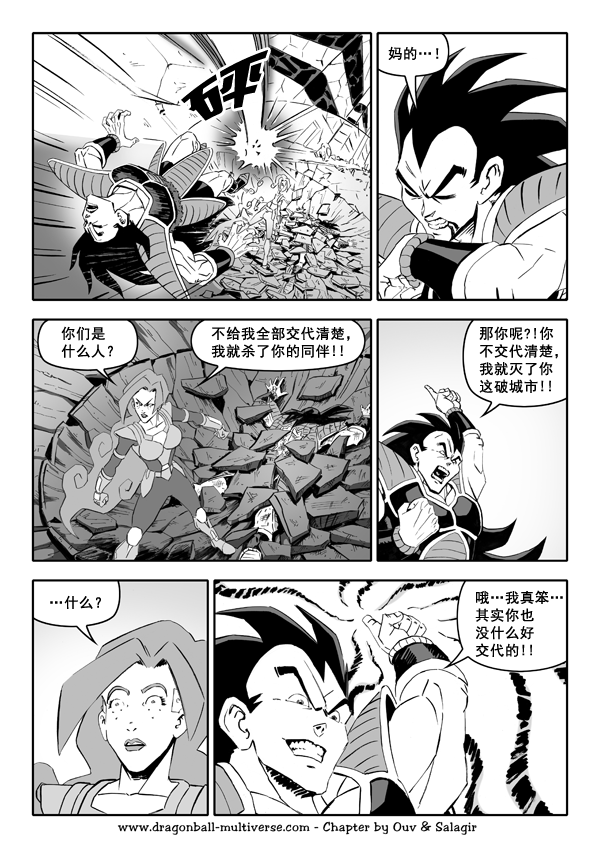 砰
妈的…！
你们是
什么人？
不给我全部交代清楚，
我就杀了你的同伴！！
那你呢？！你
不交代清楚，
我就灭了你
这破城市！！
…什么？
哦…我真笨…
其实你也
没什么好
交代的！！
www.dragonball-multiverse.com - Chapter by Ouv & Salagir